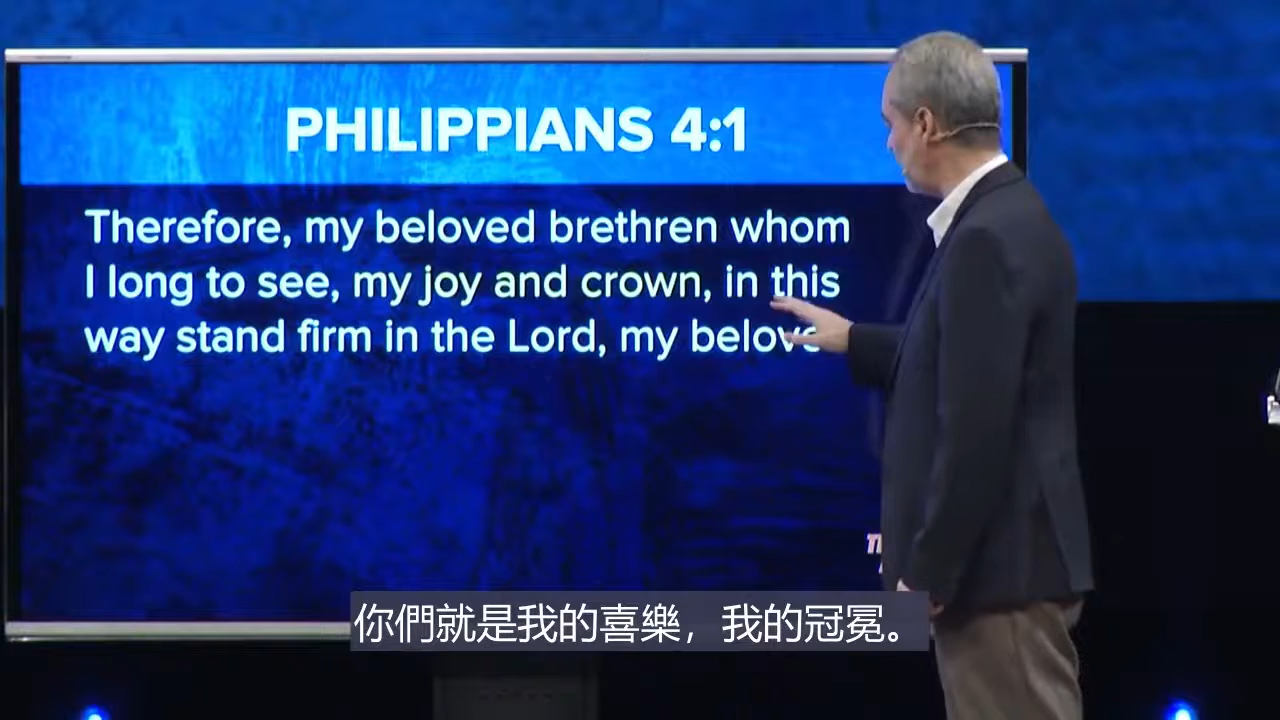 PHILIPPIANS 4:1
Therefore, my beloved brethren whom
I long to see, my joy and crown, in this
way stand firm in the Lord, my
你們就是我的喜樂，我的冠冕。